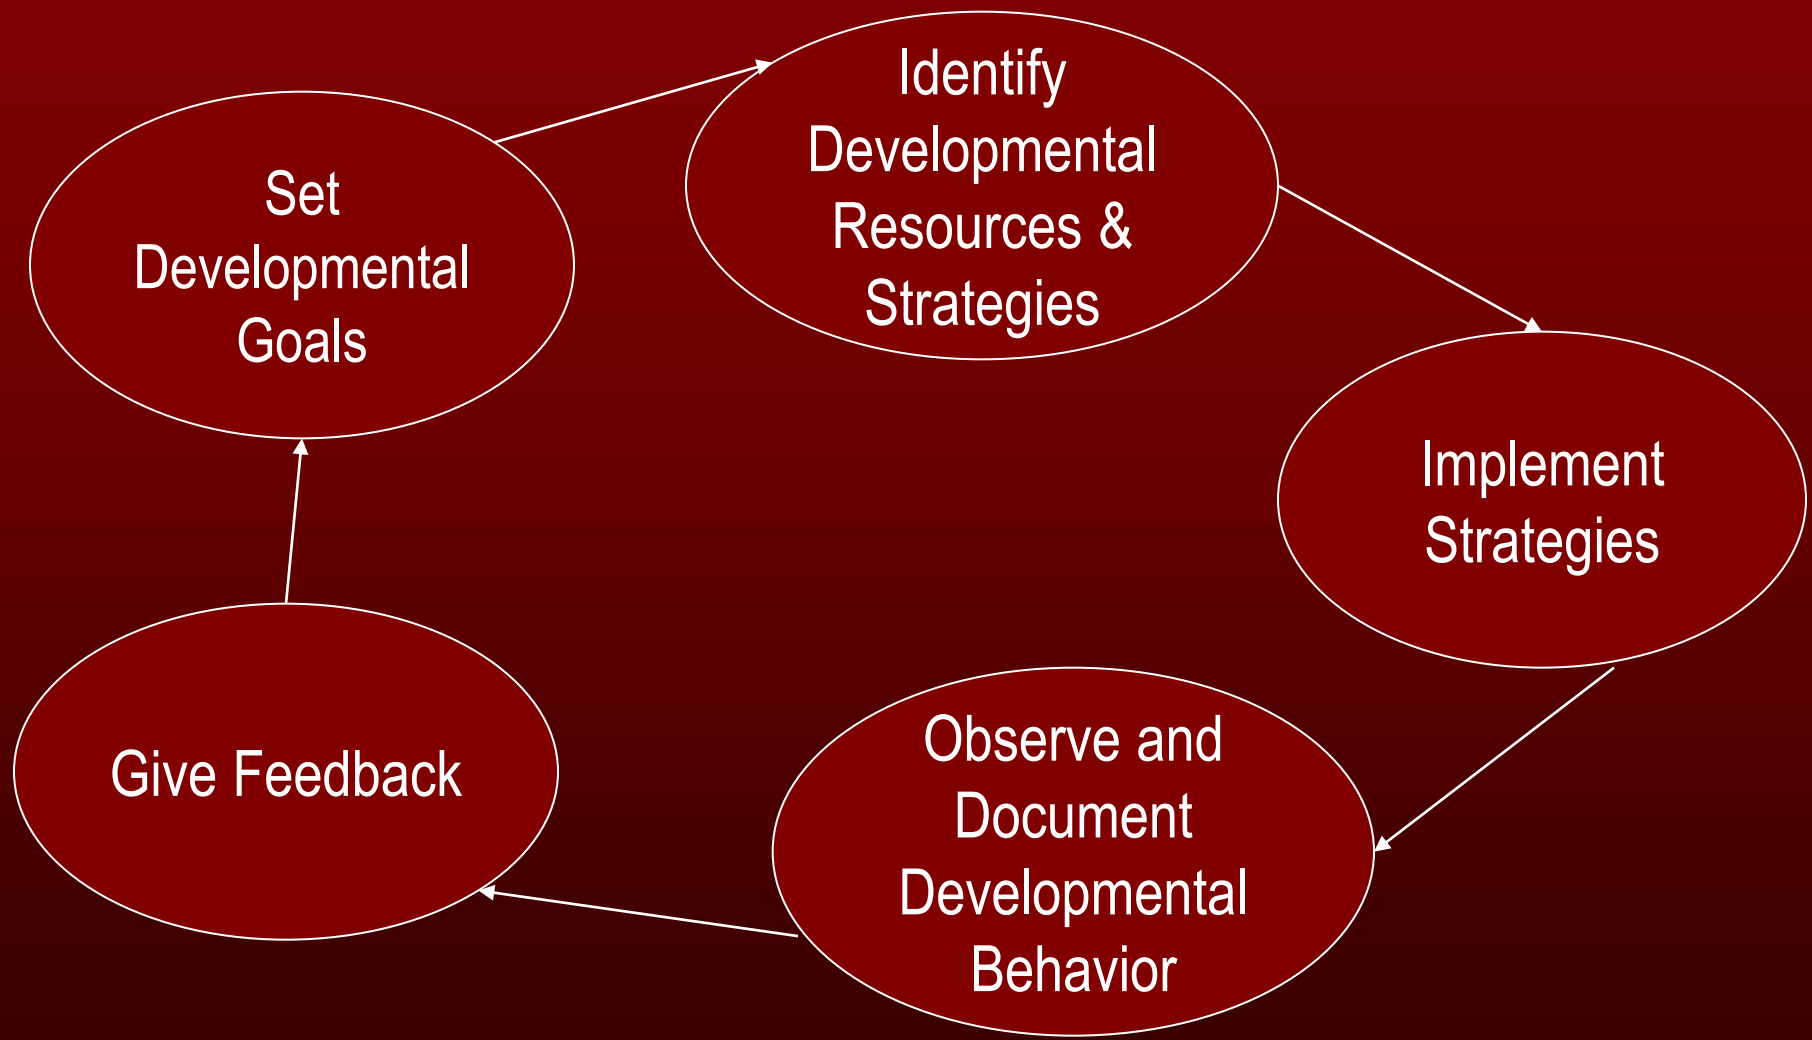 Set
Developmental
Goals
Identify
Developmental
Resources &
Strategies
Implement
Strategies
Observe and
Document
Developmental
Behavior
Give Feedback